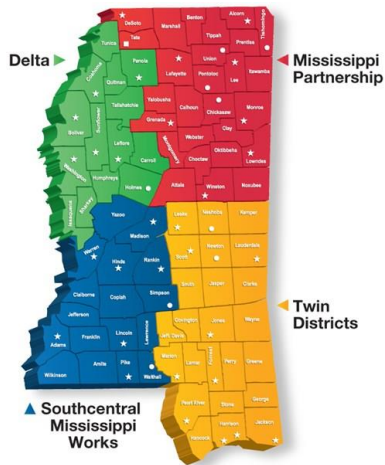 Delta
Mississippi
Partnership
Twin
Districts
Southcentral
Mississippi
Works
DeSoto
Marshall
Benton
Alcorn
Tishomingo
Tippah
Prentiss
Tunica
Tate
Panola
Lafayette
Union
Pontotoc
Lee
Itawamba
Coahoma
Quitman
Tallahatchie
Yalobusha
Calhoun
Chickasaw
Monroe
Bolivar
Sunflower
Grenada
Webster
Clay
Leflore
Carroll
Montgomery
Choctaw
Oktibbeha
Lowndes
Washington
Humphreys
Holmes
Attala
Winston
Noxubee
Issaquena
Sharkey
Yazoo
Madison
Leake
Neshoba
Kemper
Warren
Hinds
Rankin
Scott
Newton
Lauderdale
Claiborne
Copiah
Simpson
Smith
Jasper
Clarke
Jefferson
Adams
Franklin
Lincoln
Lawrence
Covington
Jones
Wayne
Jeff. Davis
Wilkinson
Amite
Pike
Walthall
Marion
Lamar
Forrest
Perry
Greene
Pearl River
Stone
George
Hancock
Harrison
Jackson